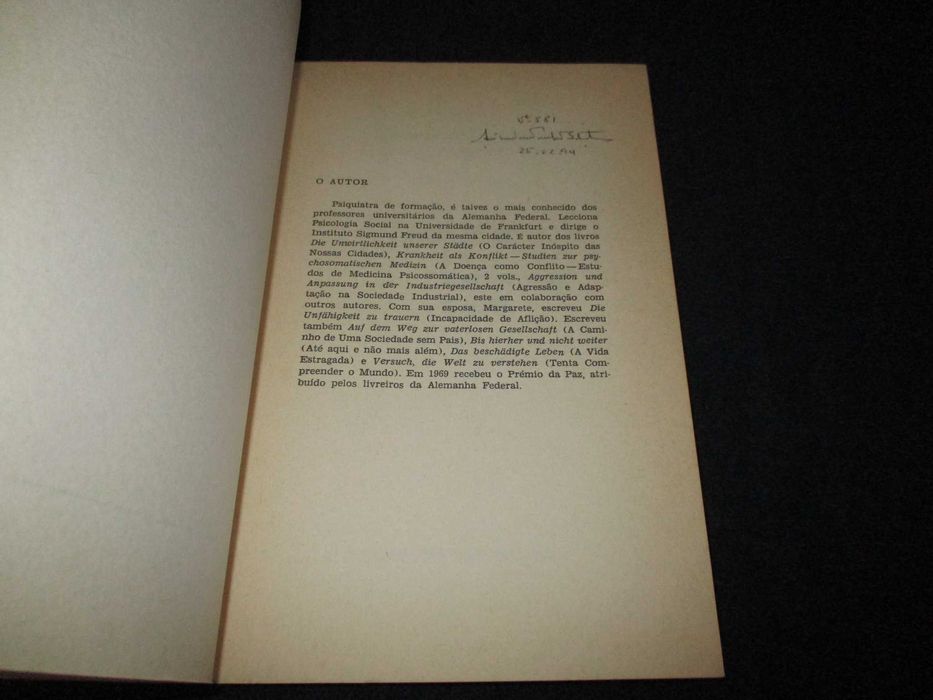 25.02.94
O AUTOR
Psiquiatra de formação, é talvez o mais conhecido dos
professores universitários da Alemanha Federal. Lecciona
Psicologia Social na Universidade de Frankfurt e dirige o
Instituto Sigmund Freud da mesma cidade. É autor dos livros
Die Unwirtlichkeit unserer Städte (O Carácter Inóspito das
Nossas Cidades), Krankheit als Konflikt — Studien zur psy-
chosomatischen Medizin (A Doença como Conflito — Estu-
dos de Medicina Psicossomática), 2 vols., Aggression und
Anpassung in der Industriegesellschaft (Agressão e Adap-
tação na Sociedade Industrial), este em colaboração com
outros autores. Com sua esposa, Margarete, escreveu Die
Unfähigkeit zu trauern (Incapacidade de Aflição). Escreveu
também Auf dem Weg zur vaterlosen Gesellschaft (A Cami-
nho de Uma Sociedade sem Pais), Bis hierher und nicht weiter
(Até aqui e não mais além), Das beschädigte Leben (A Vida
Estragada) e Versuch, die Welt zu verstehen (Tenta Com-
preender o Mundo). Em 1969 recebeu o Prémio da Paz, atri-
buído pelos livreiros da Alemanha Federal.